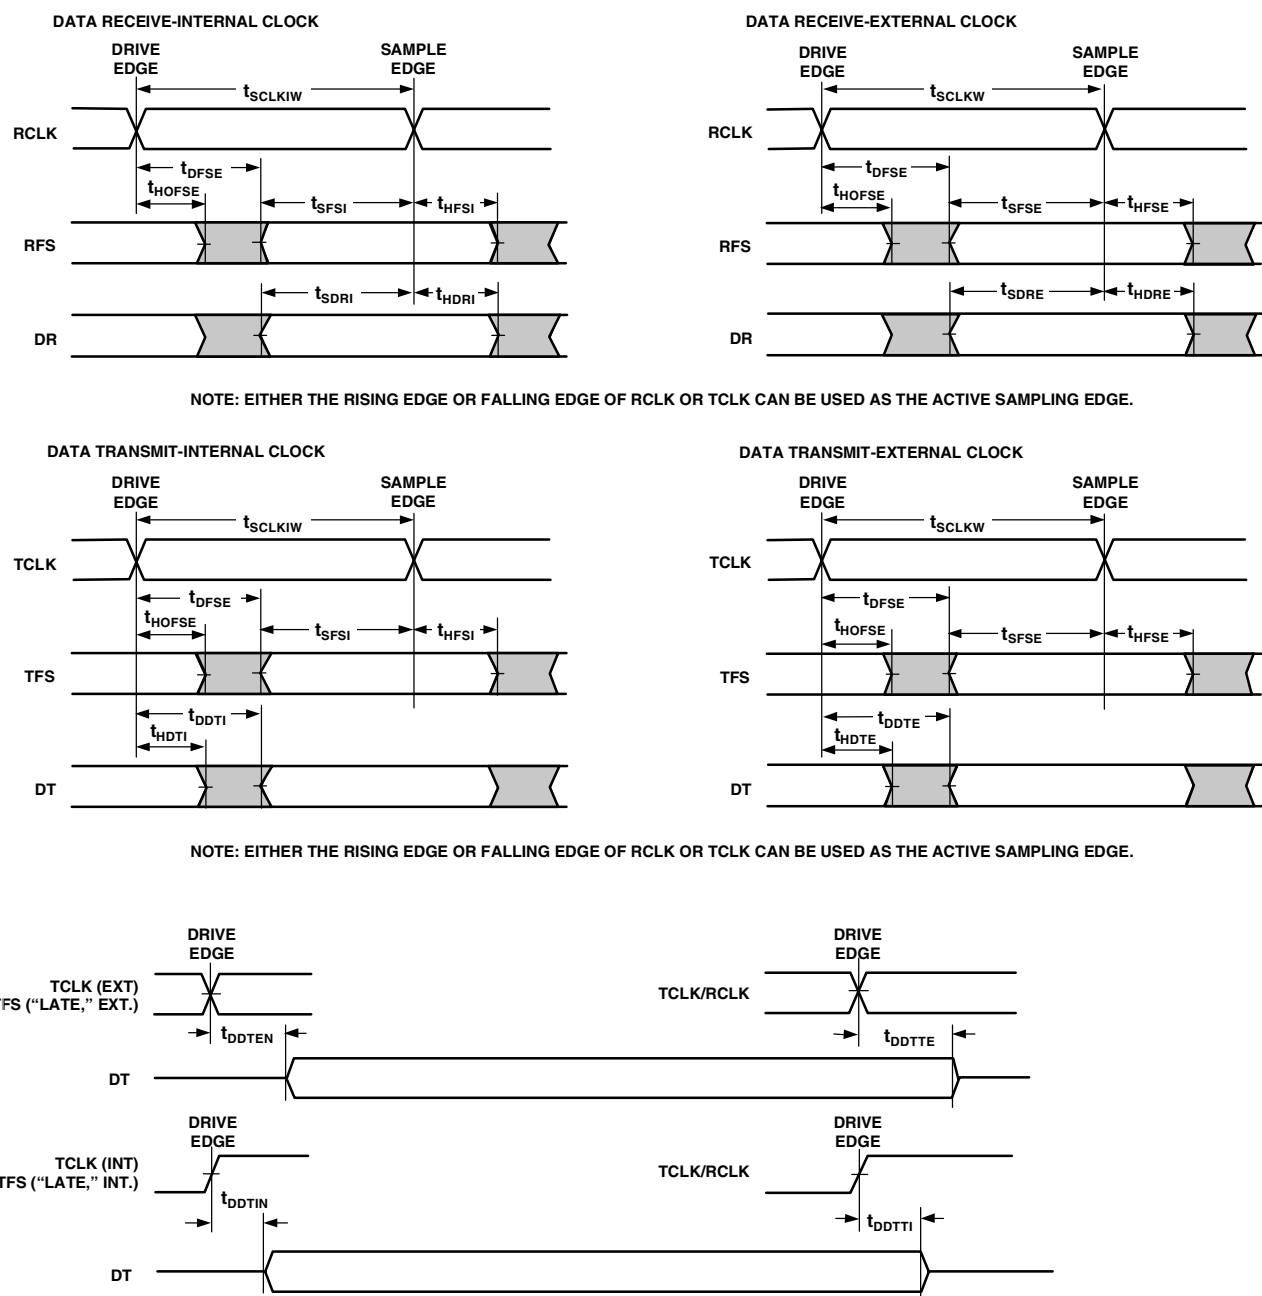 DATA RECEIVE-INTERNAL CLOCK
DRIVE EDGE
SAMPLE EDGE
tSCLKIW
RCLK
tDFSE
tHOFSE
tSFSI
tHFSI
RFS
tSDRI
tHDRI
DR
DATA RECEIVE-EXTERNAL CLOCK
DRIVE EDGE
SAMPLE EDGE
tSCLKW
RCLK
tDFSE
tHOFSE
tSFSE
tHFSE
RFS
tSDRE
tHDRE
DR
NOTE: EITHER THE RISING EDGE OR FALLING EDGE OF RCLK OR TCLK CAN BE USED AS THE ACTIVE SAMPLING EDGE.
DATA TRANSMIT-INTERNAL CLOCK
DRIVE EDGE
SAMPLE EDGE
tSCLKIW
TCLK
tDFSE
tHOFSE
tSFSI
tHFSI
TFS
tDDTI
tHDTI
DT
DATA TRANSMIT-EXTERNAL CLOCK
DRIVE EDGE
SAMPLE EDGE
tSCLKW
TCLK
tDFSE
tHOFSE
tSFSE
tHFSE
TFS
tDDTE
tHDTE
DT
NOTE: EITHER THE RISING EDGE OR FALLING EDGE OF RCLK OR TCLK CAN BE USED AS THE ACTIVE SAMPLING EDGE.
DRIVE EDGE
DRIVE EDGE
TCLK (EXT)
TFS (“LATE,” EXT.)
TCLK/RCLK
tDDTEN
tDDTTE
DT
DRIVE EDGE
DRIVE EDGE
TCLK (INT)
TFS (“LATE,” INT.)
TCLK/RCLK
tDDTIN
tDDTTI
DT